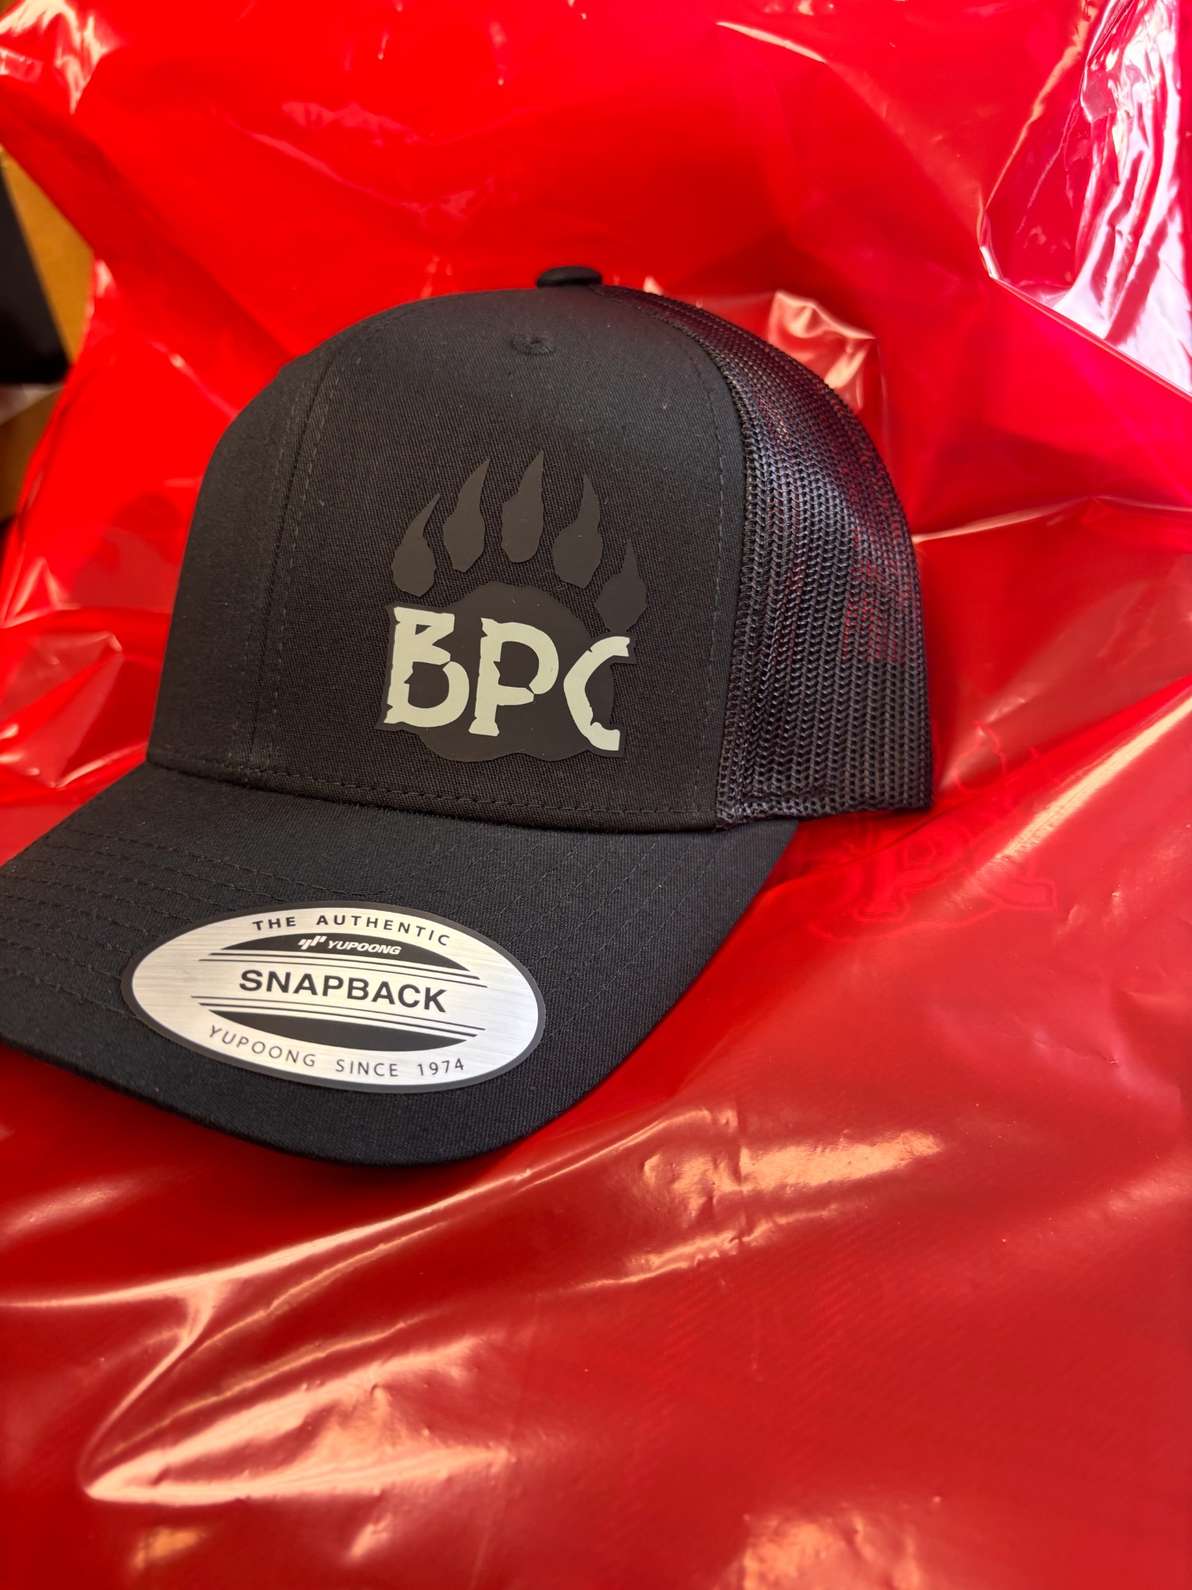 BPC
THE AUTHENTIC
YUPOONG
SNAPBACK
YUPOONG SINCE 1974